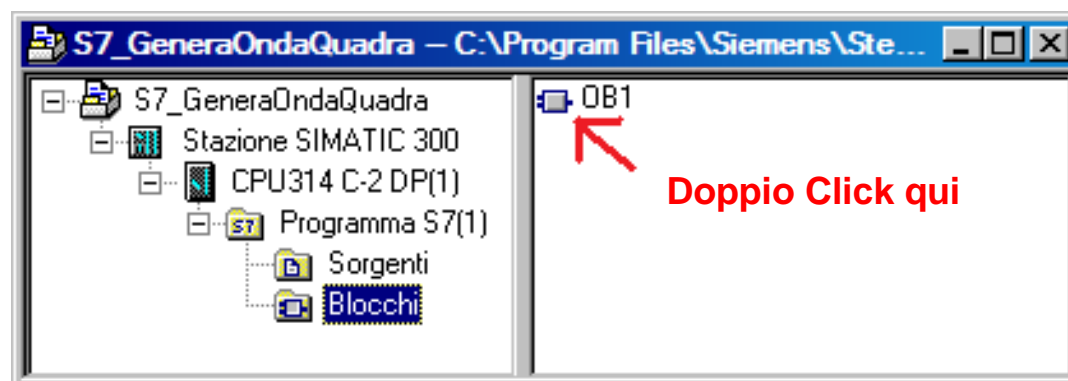 S7_GeneraOndaQuadra – C:\Program Files\Siemens\Ste...
S7_GeneraOndaQuadra
Stazione SIMATIC 300
CPU314 C-2 DP(1)
S7
Programma S7(1)
Sorgenti
Blocchi
OB1
Doppio Click qui